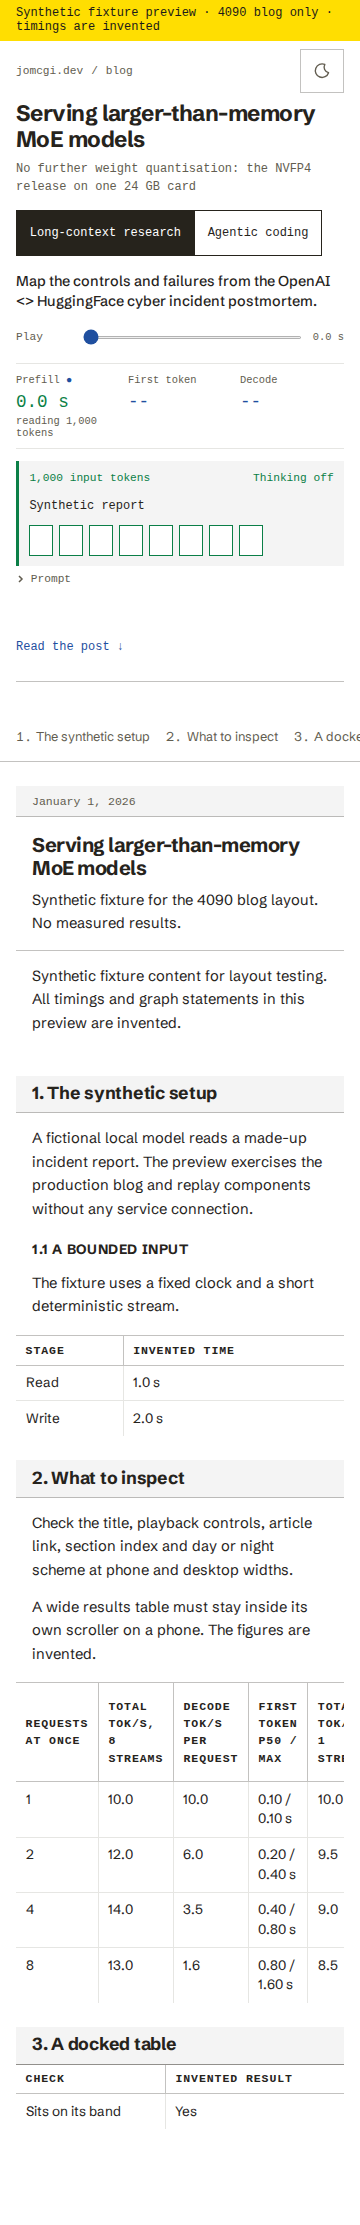 Synthetic fixture preview · 4090 blog only ·
timings are invented
jomcgi.dev / blog
Serving larger-than-memory
MoE models
No further weight quantisation: the NVFP4
release on one 24 GB card
Long-context research
Agentic coding
Map the controls and failures from the OpenAI
<> HuggingFace cyber incident postmortem.
Play
0.0 s
Prefill
First token
Decode
0.0 s
--
--
reading 1,000
tokens
1,000 input tokens
Thinking off
Synthetic report
Prompt
Read the post ↓
1. The synthetic setup
2. What to inspect
3. A docke
January 1, 2026
Serving larger-than-memory
MoE models
Synthetic fixture for the 4090 blog layout.
No measured results.
Synthetic fixture content for layout testing.
All timings and graph statements in this
preview are invented.
1. The synthetic setup
A fictional local model reads a made-up
incident report. The preview exercises the
production blog and replay components
without any service connection.
1.1 A BOUNDED INPUT
The fixture uses a fixed clock and a short
deterministic stream.
STAGE
INVENTED TIME
Read
1.0 s
Write
2.0 s
2. What to inspect
Check the title, playback controls, article
link, section index and day or night
scheme at phone and desktop widths.
A wide results table must stay inside its
own scroller on a phone. The figures are
invented.
REQUESTS
AT ONCE
TOTAL
TOK/S,
8
STREAMS
DECODE
TOK/S
PER
REQUEST
FIRST
TOKEN
P50 /
MAX
TOTA
TOK/
1
STRE
1
10.0
10.0
0.10 /
0.10 s
10.0
2
12.0
6.0
0.20 /
0.40 s
9.5
4
14.0
3.5
0.40 /
0.80 s
9.0
8
13.0
1.6
0.80 /
1.60 s
8.5
3. A docked table
CHECK
INVENTED RESULT
Sits on its band
Yes